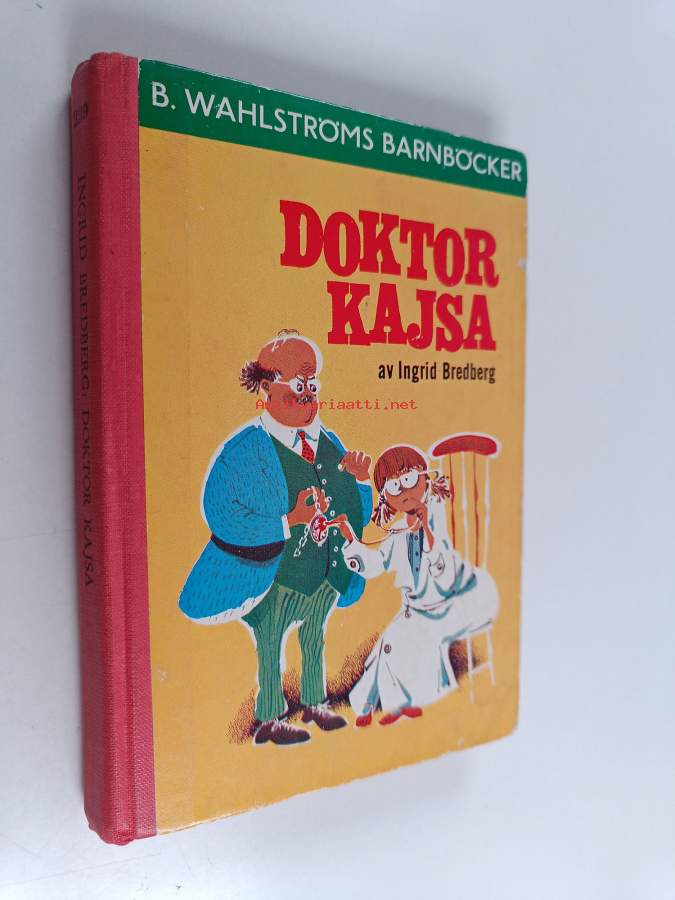 B. WAHLSTRÖMS BARNBÖCKER
DOKTOR
KAJSA
av Ingrid Bredberg
INGRID BREDBERG: DOKTOR KAJSA